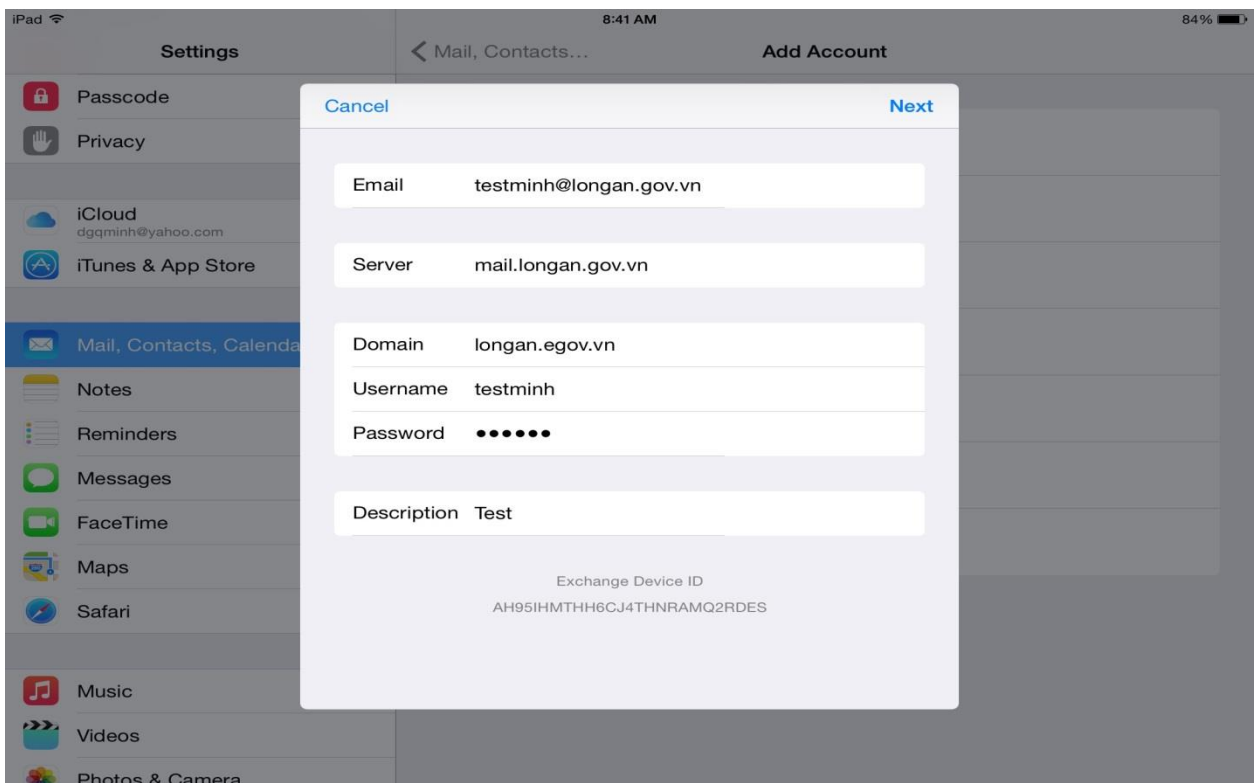 iPad 8:41 AM 84%
Settings
Mail, Contacts... Add Account
Passcode
Privacy
iCloud
dgqminh@yahoo.com
iTunes & App Store
Mail, Contacts, Calenda
Notes
Reminders
Messages
FaceTime
Maps
Safari
Music
Videos
Photos & Camera
Cancel Next
Email testminh@longan.gov.vn
Server mail.longan.gov.vn
Domain longan.egov.vn
Username testminh
Password ●●●●●●
Description Test
Exchange Device ID
AH95IHMTHH6CJ4THNRAMQ2RDES